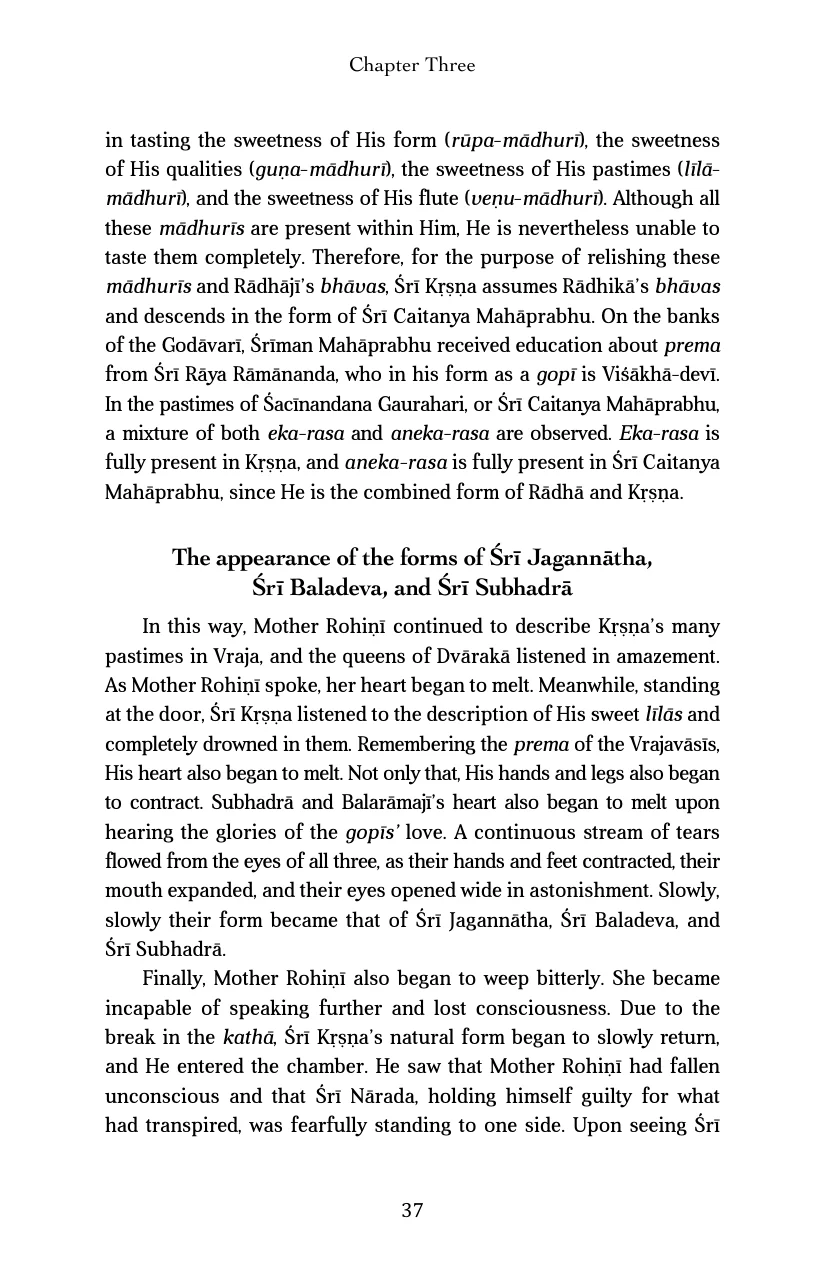 Chapter Three
in tasting the sweetness of His form (rūpa-mādhurī), the sweetness
of His qualities (guṇa-mādhurī), the sweetness of His pastimes (līlā-
mādhurī), and the sweetness of His flute (veṇu-mādhurī). Although all
these mādhurīs are present within Him, He is nevertheless unable to
taste them completely. Therefore, for the purpose of relishing these
mādhurīs and Rādhājī’s bhāvas, Śrī Kṛṣṇa assumes Rādhikā’s bhāvas
and descends in the form of Śrī Caitanya Mahāprabhu. On the banks
of the Godāvarī, Śrīman Mahāprabhu received education about prema
from Śrī Rāya Rāmānanda, who in his form as a gopī is Viśākhā-devī.
In the pastimes of Śacīnandana Gaurahari, or Śrī Caitanya Mahāprabhu,
a mixture of both eka-rasa and aneka-rasa are observed. Eka-rasa is
fully present in Kṛṣṇa, and aneka-rasa is fully present in Śrī Caitanya
Mahāprabhu, since He is the combined form of Rādhā and Kṛṣṇa.
The appearance of the forms of Śrī Jagannātha,
Śrī Baladeva, and Śrī Subhadrā
In this way, Mother Rohiṇī continued to describe Kṛṣṇa’s many
pastimes in Vraja, and the queens of Dvārakā listened in amazement.
As Mother Rohiṇī spoke, her heart began to melt. Meanwhile, standing
at the door, Śrī Kṛṣṇa listened to the description of His sweet līlās and
completely drowned in them. Remembering the prema of the Vrajavāsīs,
His heart also began to melt. Not only that, His hands and legs also began
to contract. Subhadrā and Balarāmajī’s heart also began to melt upon
hearing the glories of the gopīs’ love. A continuous stream of tears
flowed from the eyes of all three, as their hands and feet contracted, their
mouth expanded, and their eyes opened wide in astonishment. Slowly,
slowly their form became that of Śrī Jagannātha, Śrī Baladeva, and
Śrī Subhadrā.
Finally, Mother Rohiṇī also began to weep bitterly. She became
incapable of speaking further and lost consciousness. Due to the
break in the kathā, Śrī Kṛṣṇa’s natural form began to slowly return,
and He entered the chamber. He saw that Mother Rohiṇī had fallen
unconscious and that Śrī Nārada, holding himself guilty for what
had transpired, was fearfully standing to one side. Upon seeing Śrī
37